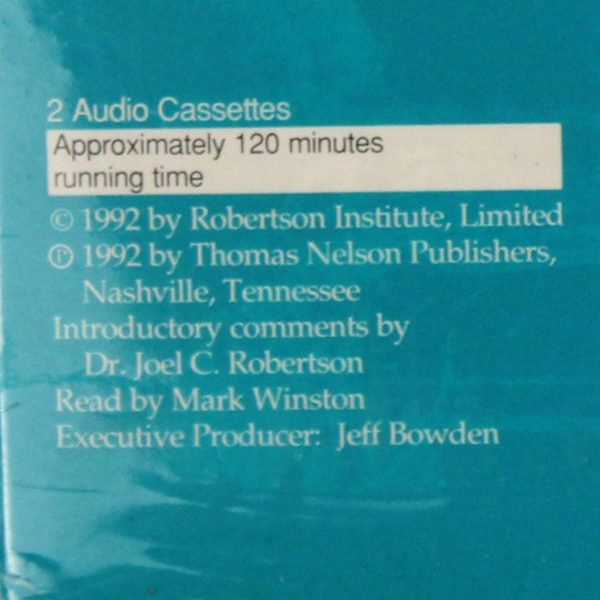 2 Audio Cassettes
Approximately 120 minutes
running time
© 1992 by Robertson Institute, Limited
℗ 1992 by Thomas Nelson Publishers,
Nashville, Tennessee
Introductory comments by
Dr. Joel C. Robertson
Read by Mark Winston
Executive Producer: Jeff Bowden